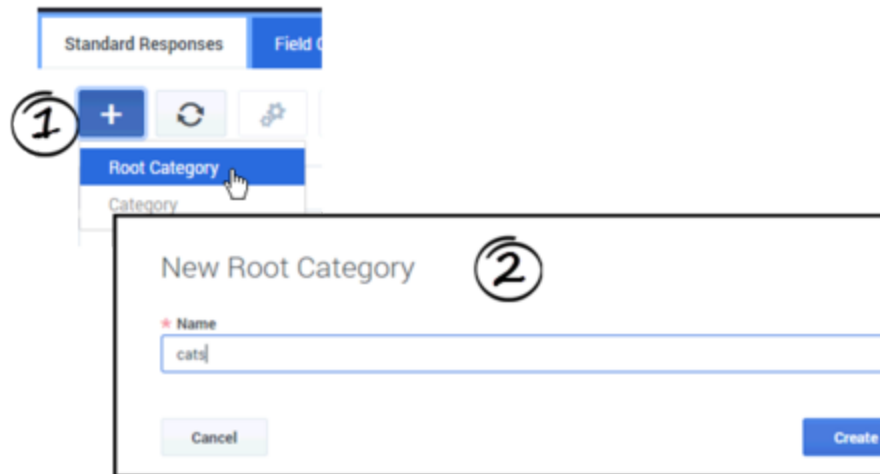 Standard Responses Field
1 +
Root Category
Category
New Root Category 2
* Name
cats
Cancel Create